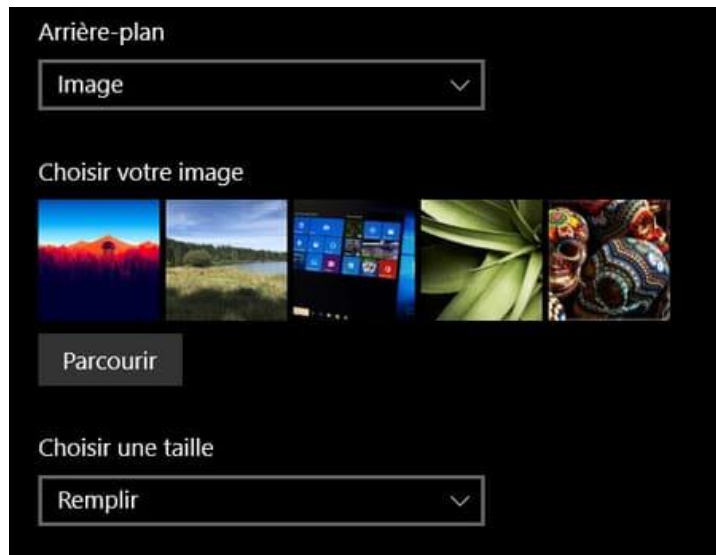 Arrière-plan
Image
Choisir votre image
Parcourir
Choisir une taille
Remplir